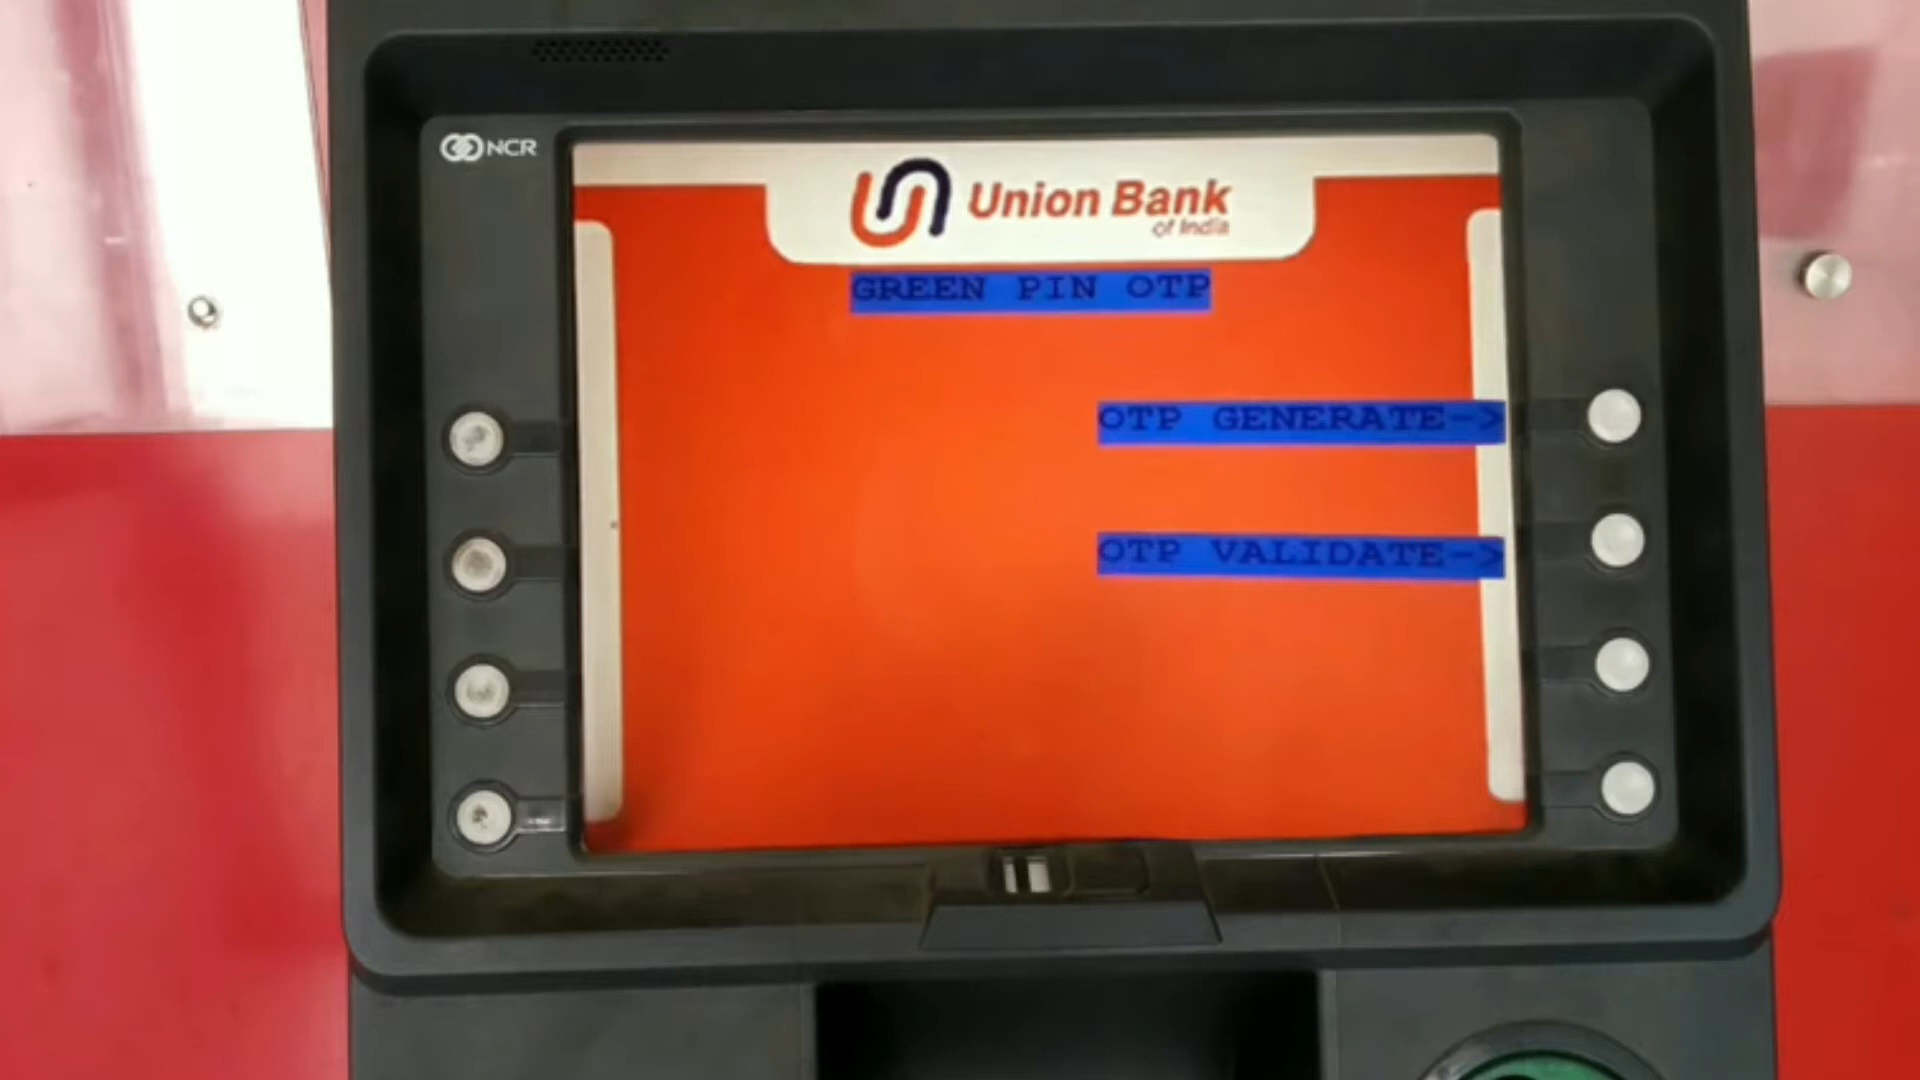 NCR
Union Bank
of India
GREEN PIN OTP
OTP GENERATE->
OTP VALIDATE->